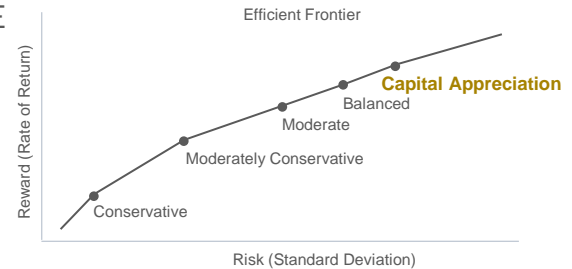 Efficient Frontier
Reward (Rate of Return)
Capital Appreciation
Balanced
Moderate
Moderately Conservative
Conservative
Risk (Standard Deviation)